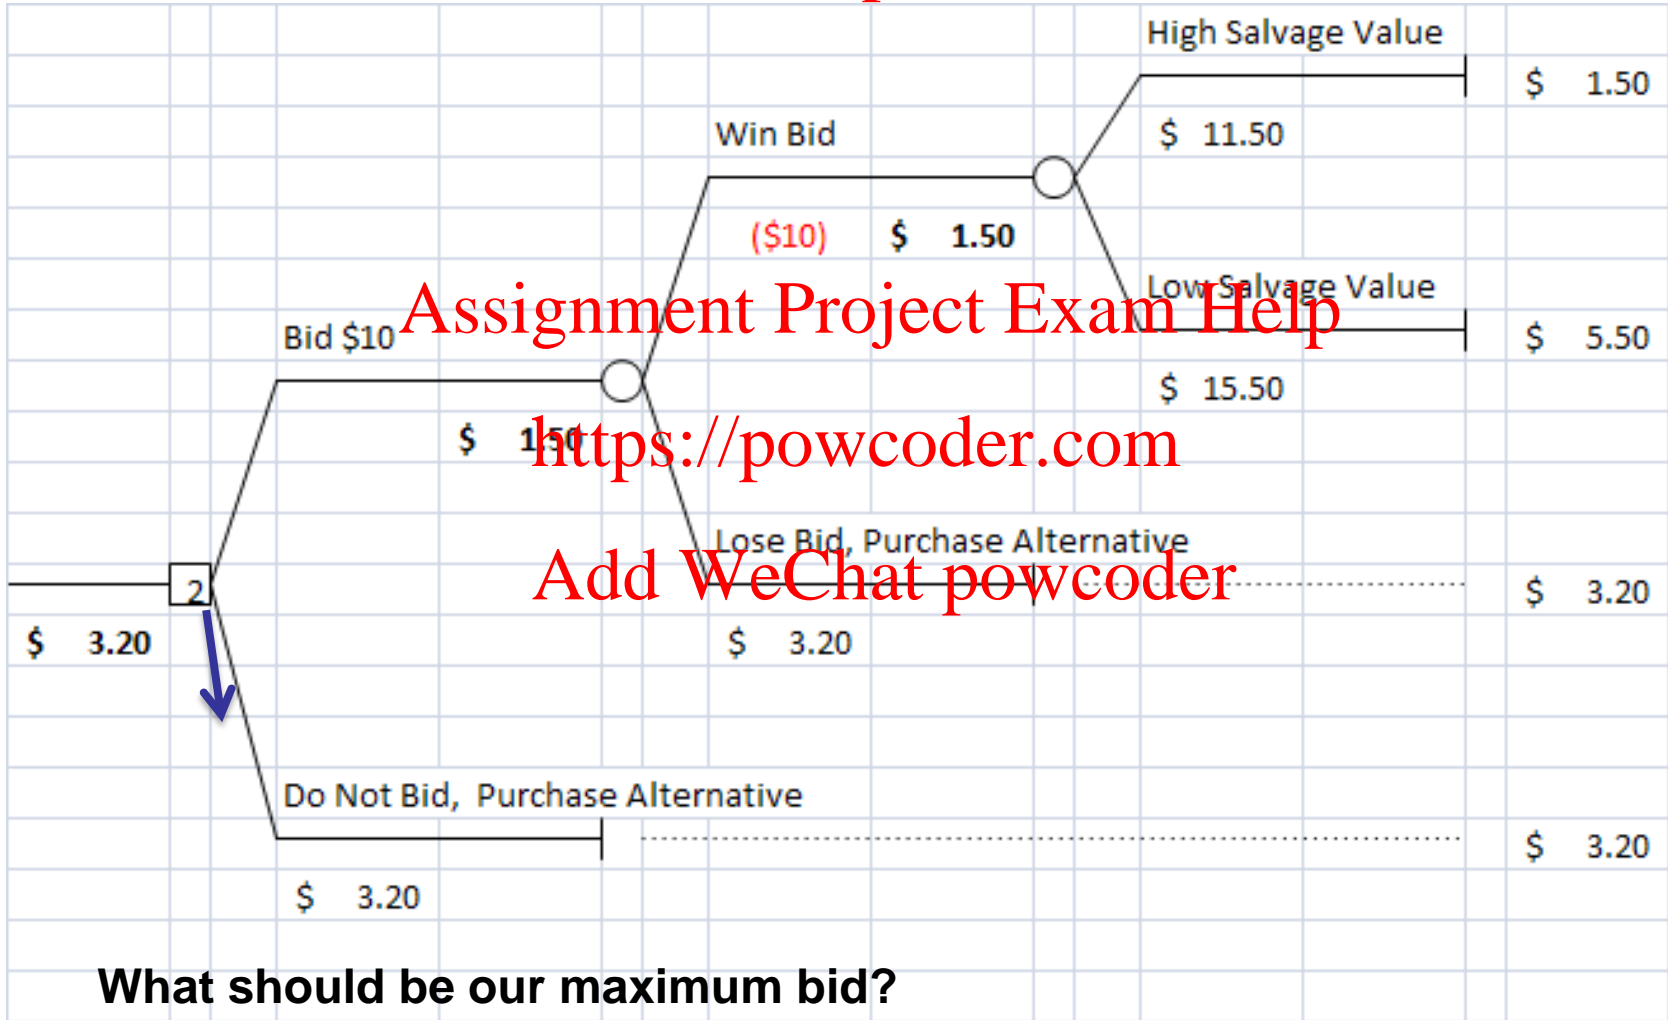 High Salvage Value
$ 1.50
Win Bid
$ 11.50
($10) $ 1.50
Low Salvage Value
Assignment Project Exam Help
Bid $10
$ 5.50
$ 15.50
$ 1.50
https://powcoder.com
Lose Bid, Purchase Alternative
Add WeChat powcoder
2
$ 3.20
$ 3.20
$ 3.20
Do Not Bid, Purchase Alternative
$ 3.20
$ 3.20
What should be our maximum bid?